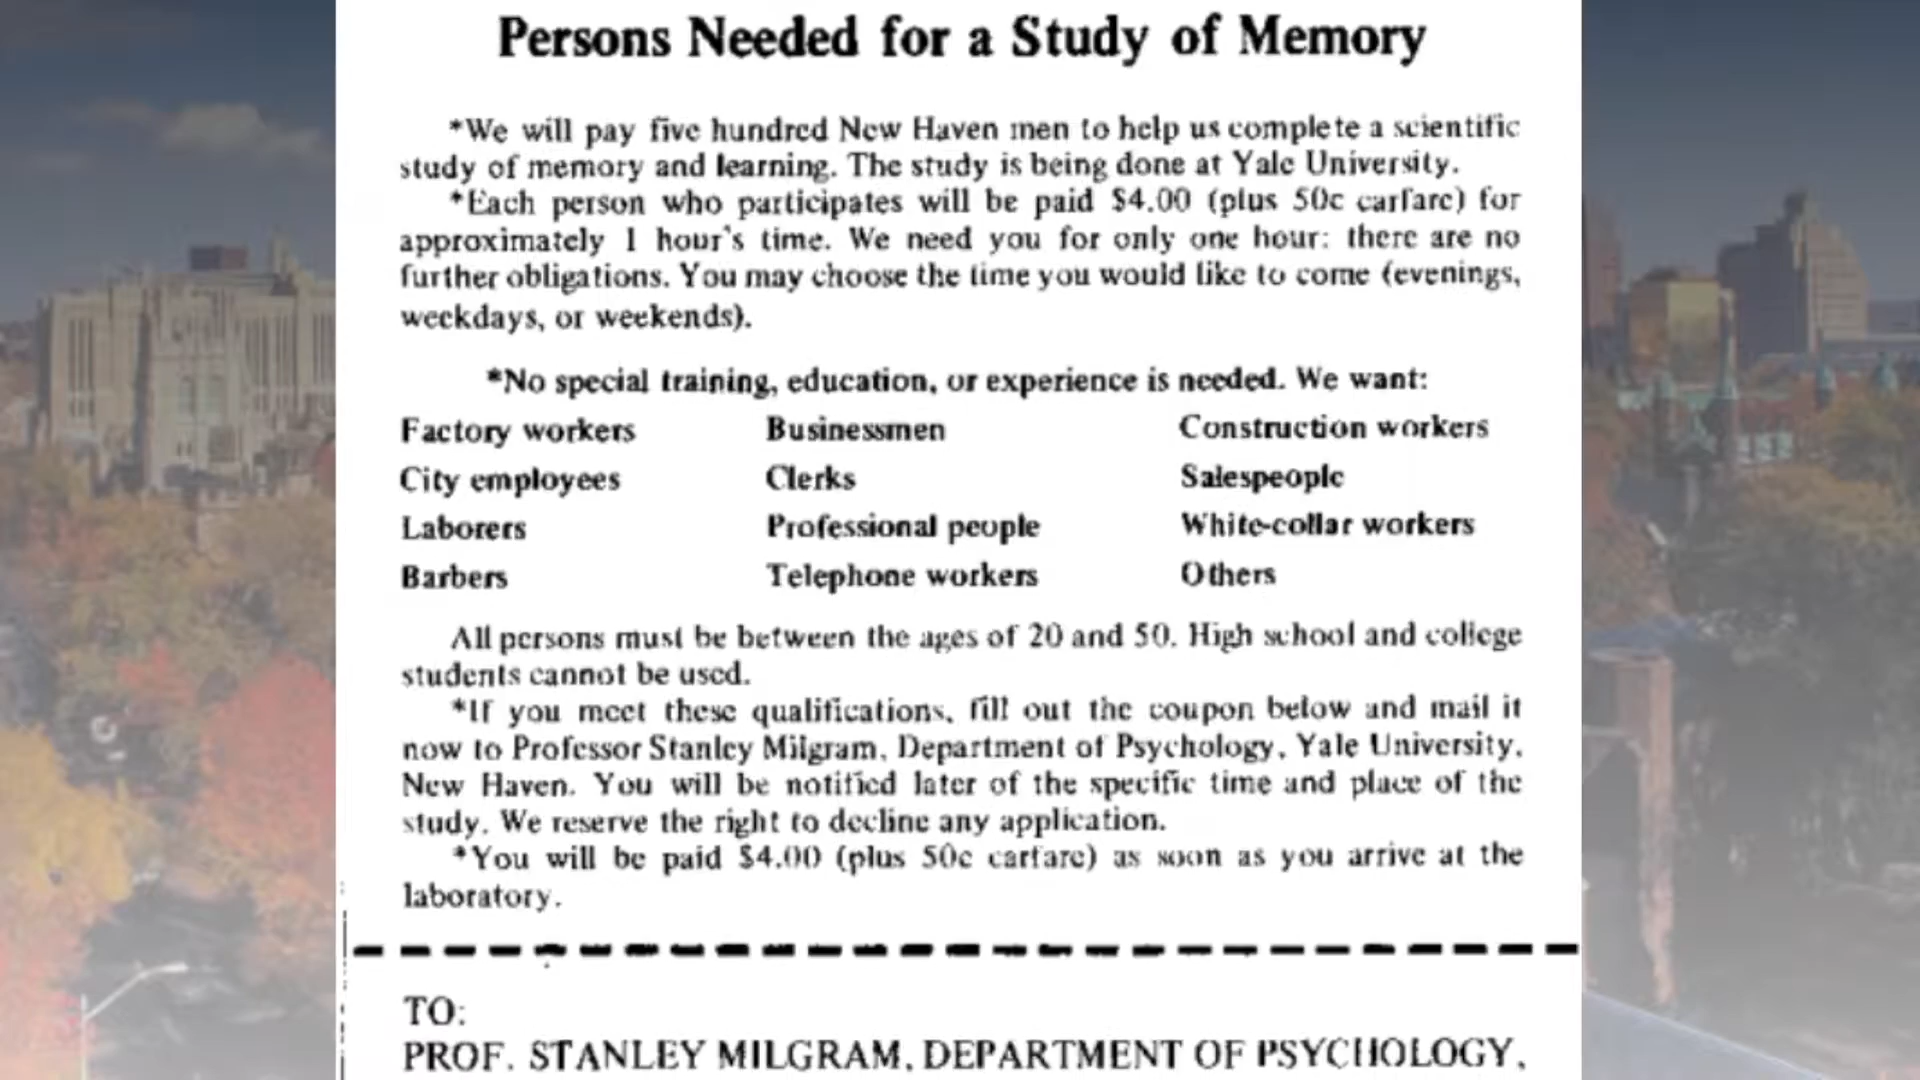 Persons Needed for a Study of Memory
*We will pay five hundred New Haven men to help us complete a scientific
study of memory and learning. The study is being done at Yale University.
*Each person who participates will be paid $4.00 (plus 50c carfare) for
approximately 1 hour's time. We need you for only one hour: there are no
further obligations. You may choose the time you would like to come (evenings,
weekdays, or weekends).
*No special training, education, or experience is needed. We want:
Factory workers Businessmen Construction workers
City employees Clerks Salespeople
Laborers Professional people White-collar workers
Barbers Telephone workers Others
All persons must be between the ages of 20 and 50. High school and college
students cannot be used.
*If you meet these qualifications, fill out the coupon below and mail it
now to Professor Stanley Milgram, Department of Psychology, Yale University,
New Haven. You will be notified later of the specific time and place of the
study. We reserve the right to decline any application.
*You will be paid $4.00 (plus 50c carfare) as soon as you arrive at the
laboratory.
TO:
PROF. STANLEY MILGRAM, DEPARTMENT OF PSYCHOLOGY,